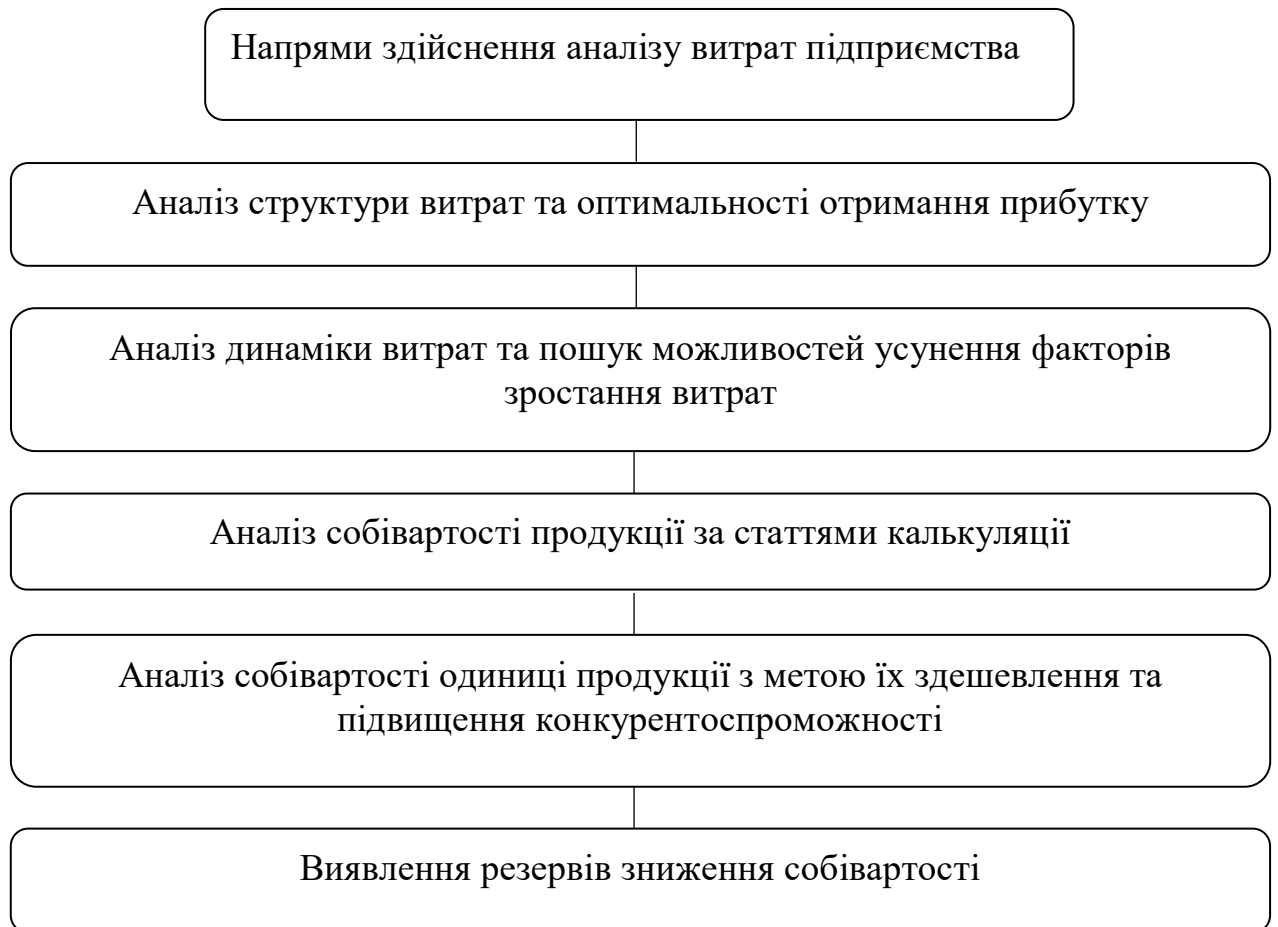 Напрями здійснення аналізу витрат підприємства
Аналіз структури витрат та оптимальності отримання прибутку
Аналіз динаміки витрат та пошук можливостей усунення факторів
зростання витрат
Аналіз собівартості продукції за статтями калькуляції
Аналіз собівартості одиниці продукції з метою їх здешевлення та
підвищення конкурентоспроможності
Виявлення резервів зниження собівартості